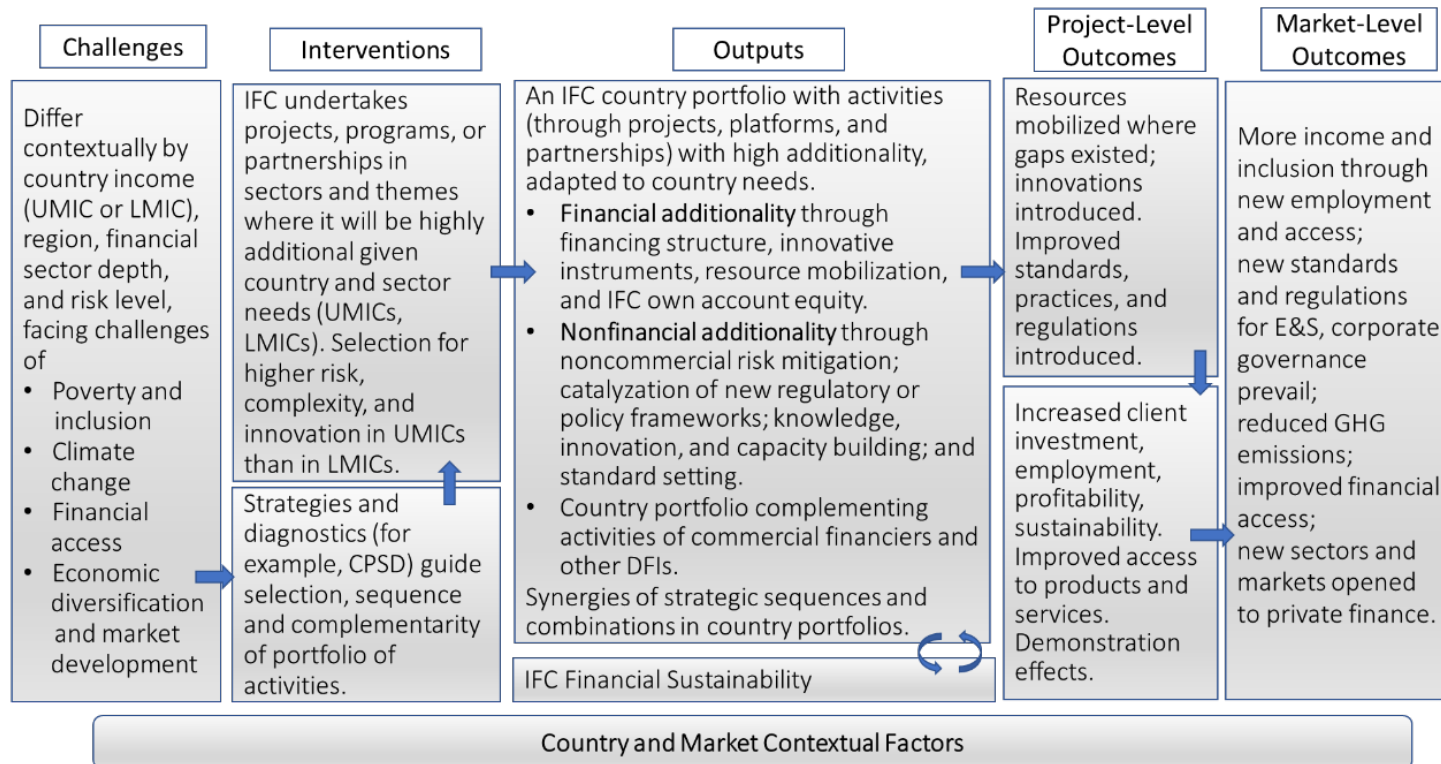 Challenges
Differ
contextually by
country income
(UMIC or LMIC),
region, financial
sector depth,
and risk level,
facing challenges
of
• Poverty and
inclusion
• Climate
change
• Financial
access
• Economic
diversification
and market
development
Interventions
IFC undertakes
projects, programs, or
partnerships in
sectors and themes
where it will be highly
additional given
country and sector
needs (UMICs,
LMICs). Selection for
higher risk,
complexity, and
innovation in UMICs
than in LMICs.
Strategies and
diagnostics (for
example, CPSD) guide
selection, sequence
and complementarity
of portfolio of
activities.
Outputs
An IFC country portfolio with activities
(through projects, platforms, and
partnerships) with high additionality,
adapted to country needs.
• Financial additionality through
financing structure, innovative
instruments, resource mobilization,
and IFC own account equity.
• Nonfinancial additionality through
noncommercial risk mitigation;
catalyzation of new regulatory or
policy frameworks; knowledge,
innovation, and capacity building; and
standard setting.
• Country portfolio complementing
activities of commercial financiers and
other DFIs.
Synergies of strategic sequences and
combinations in country portfolios.
IFC Financial Sustainability
Project-Level
Outcomes
Resources
mobilized where
gaps existed;
innovations
introduced.
Improved
standards,
practices, and
regulations
introduced.
Increased client
investment,
employment,
profitability,
sustainability.
Improved access
to products and
services.
Demonstration
effects.
Market-Level
Outcomes
More income and
inclusion through
new employment
and access;
new standards
and regulations
for E&S, corporate
governance
prevail;
reduced GHG
emissions;
improved financial
access;
new sectors and
markets opened
to private finance.
Country and Market Contextual Factors